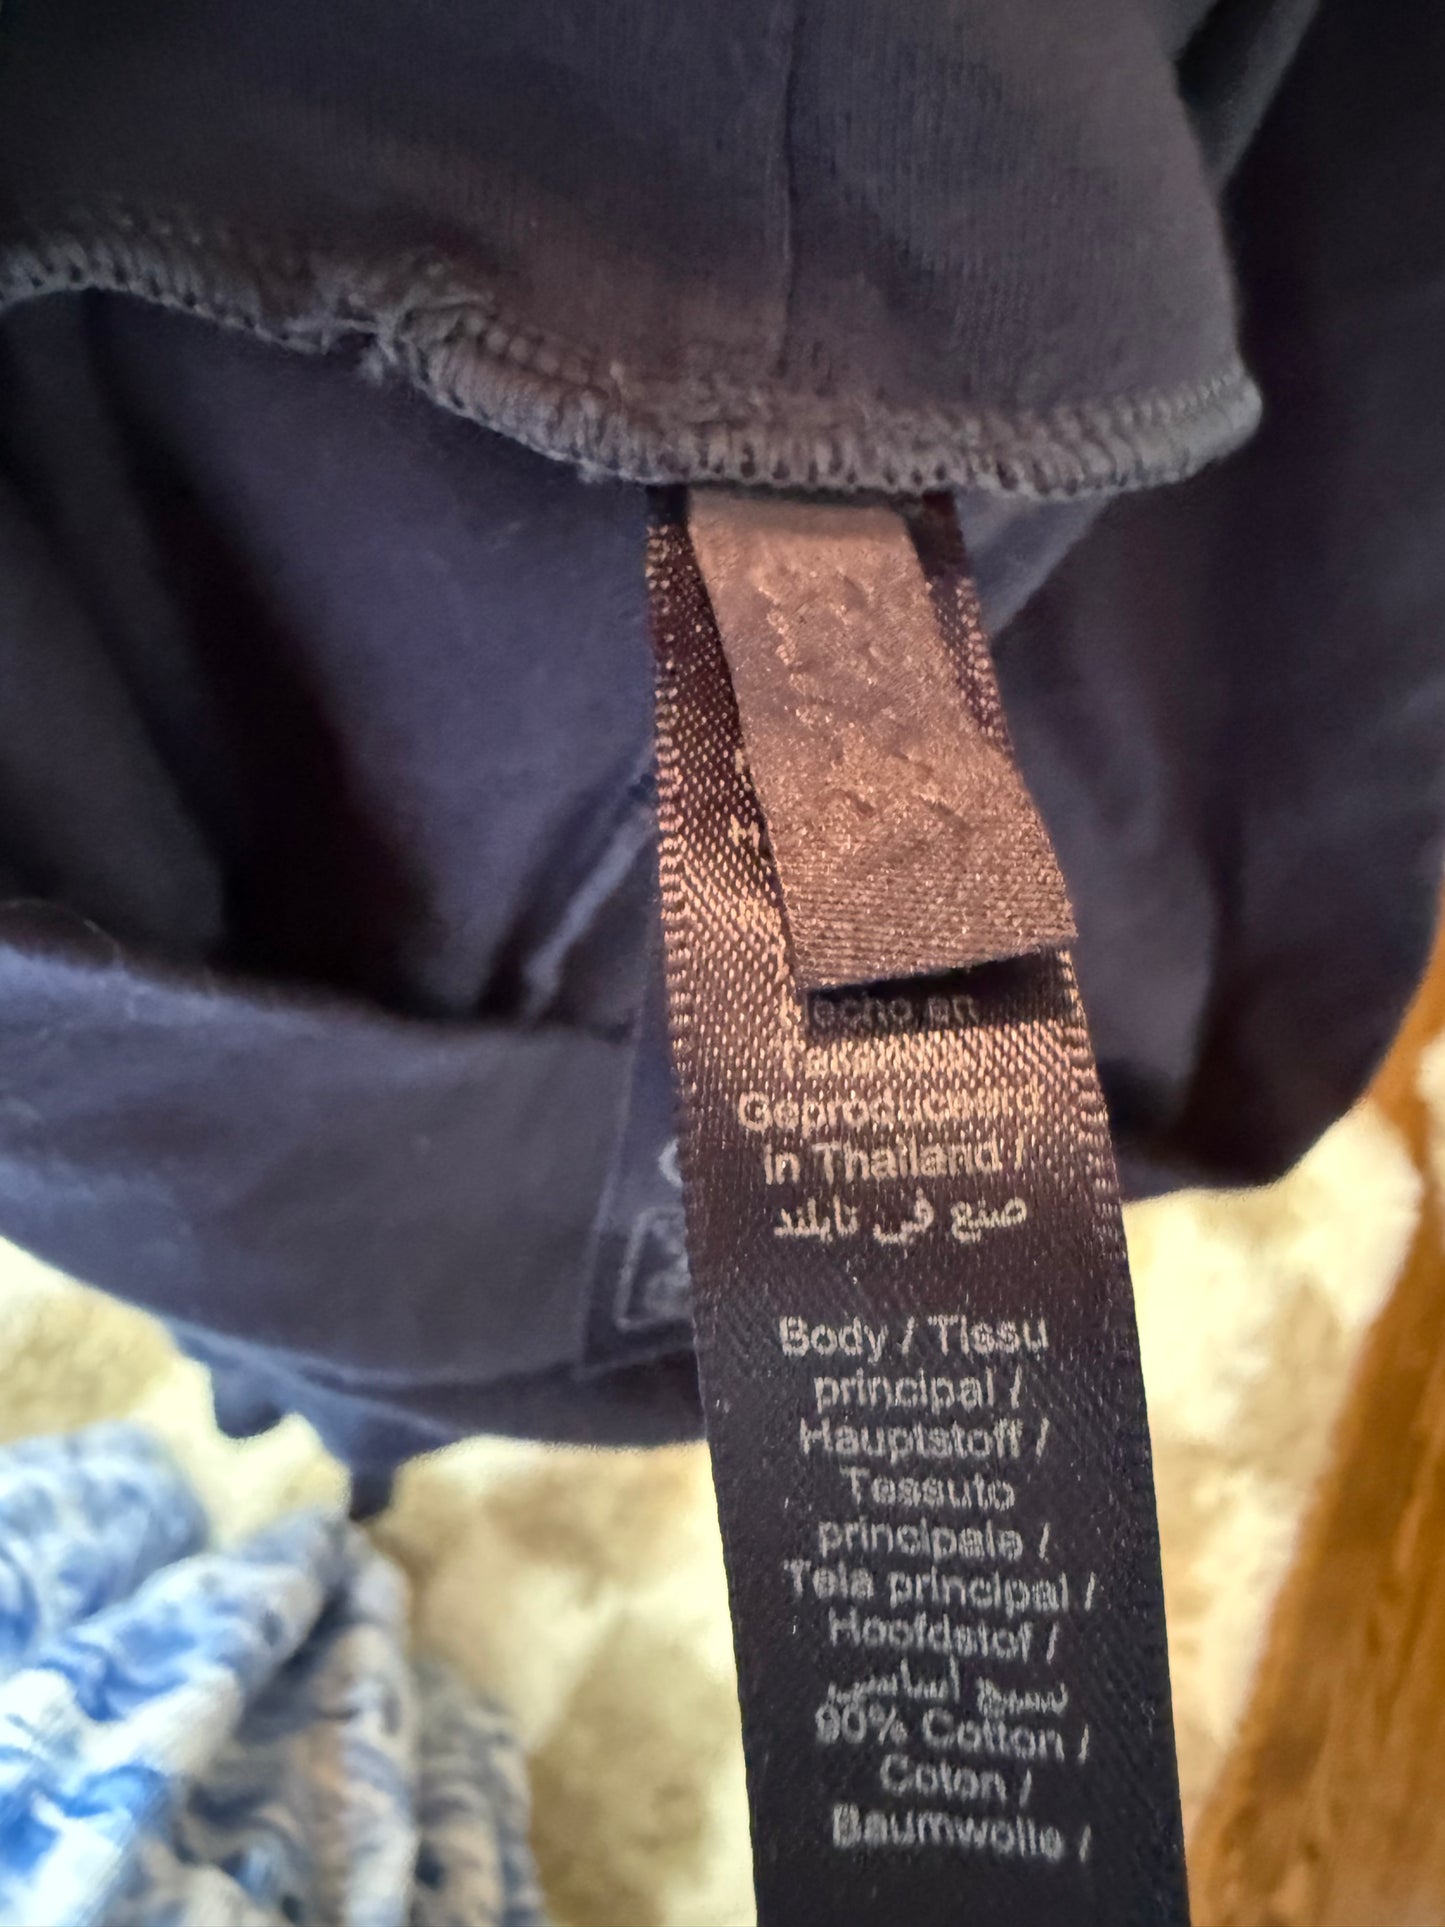 Hecho en
Tailandia /
Geproduceerd
in Thailand /
صنع في تايلند
Body / Tissu
principal /
Hauptstoff /
Tessuto
principale /
Tela principal /
Hoofdstof /
نسيج أساسي
90% Cotton /
Coton /
Baumwolle /